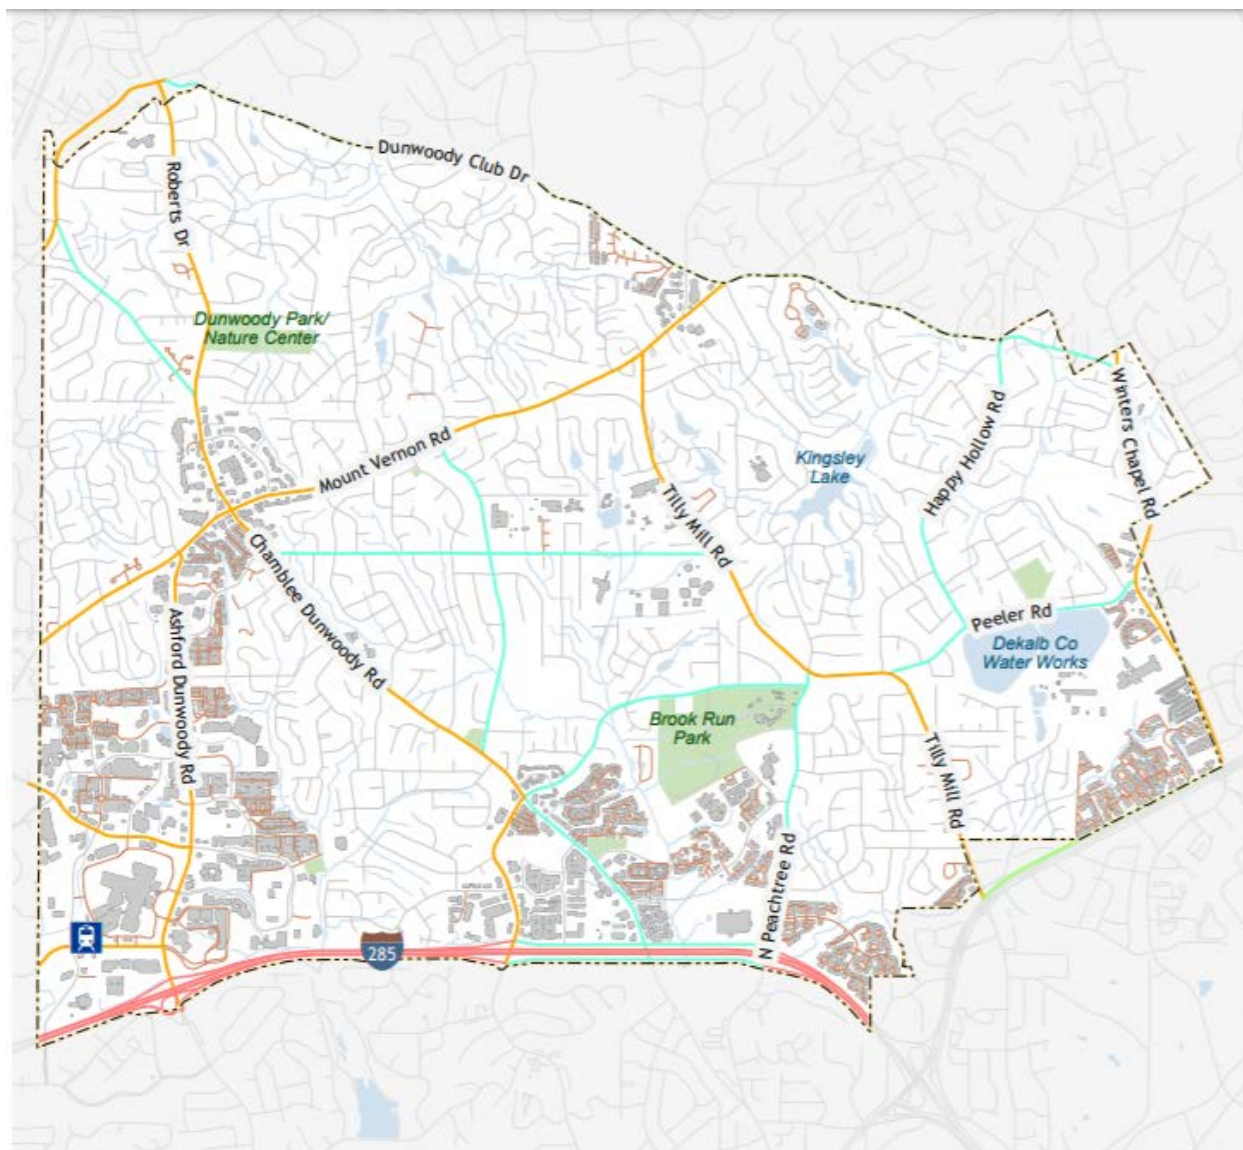 Dunwoody Club Dr
Roberts Dr
Dunwoody Park/
Nature Center
Winters Chapel Rd
Happy Hollow Rd
Mount Vernon Rd
Kingsley
Lake
Tilly Mill Rd
Chamblee Dunwoody Rd
Ashford Dunwoody Rd
Peeler Rd
Dekalb Co
Water Works
Brook Run
Park
Tilly Mill Rd
N Peachtree Rd
285